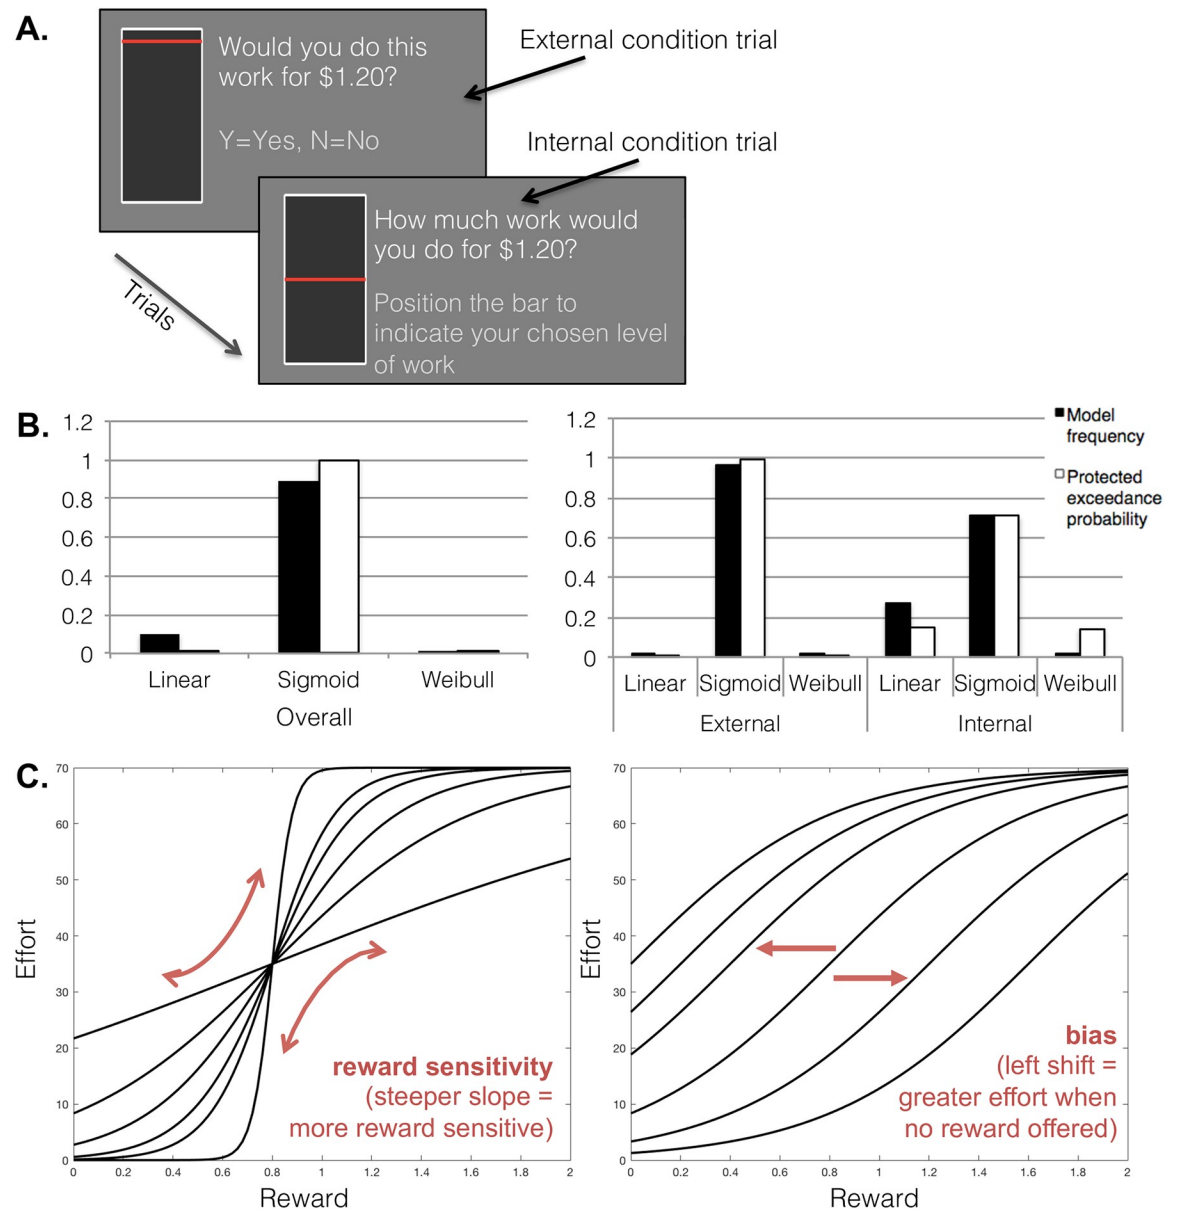 A.
Would you do this
work for $1.20?
Y=Yes, N=No
External condition trial
Internal condition trial
How much work would
you do for $1.20?
Position the bar to
indicate your chosen level
of work
Trials
B.
1.2
1
0.8
0.6
0.4
0.2
0
Linear
Sigmoid
Weibull
Overall
1.2
1
0.8
0.6
0.4
0.2
0
Linear
Sigmoid
Weibull
Linear
Sigmoid
Weibull
External
Internal
Model
frequency
Protected
exceedance
probability
C.
70
60
50
40
30
20
10
0
Effort
0 0.2 0.4 0.6 0.8 1 1.2 1.4 1.6 1.8 2
Reward
reward sensitivity
(steeper slope =
more reward sensitive)
70
60
50
40
30
20
10
0
Effort
0 0.2 0.4 0.6 0.8 1 1.2 1.4 1.6 1.8 2
Reward
bias
(left shift =
greater effort when
no reward offered)